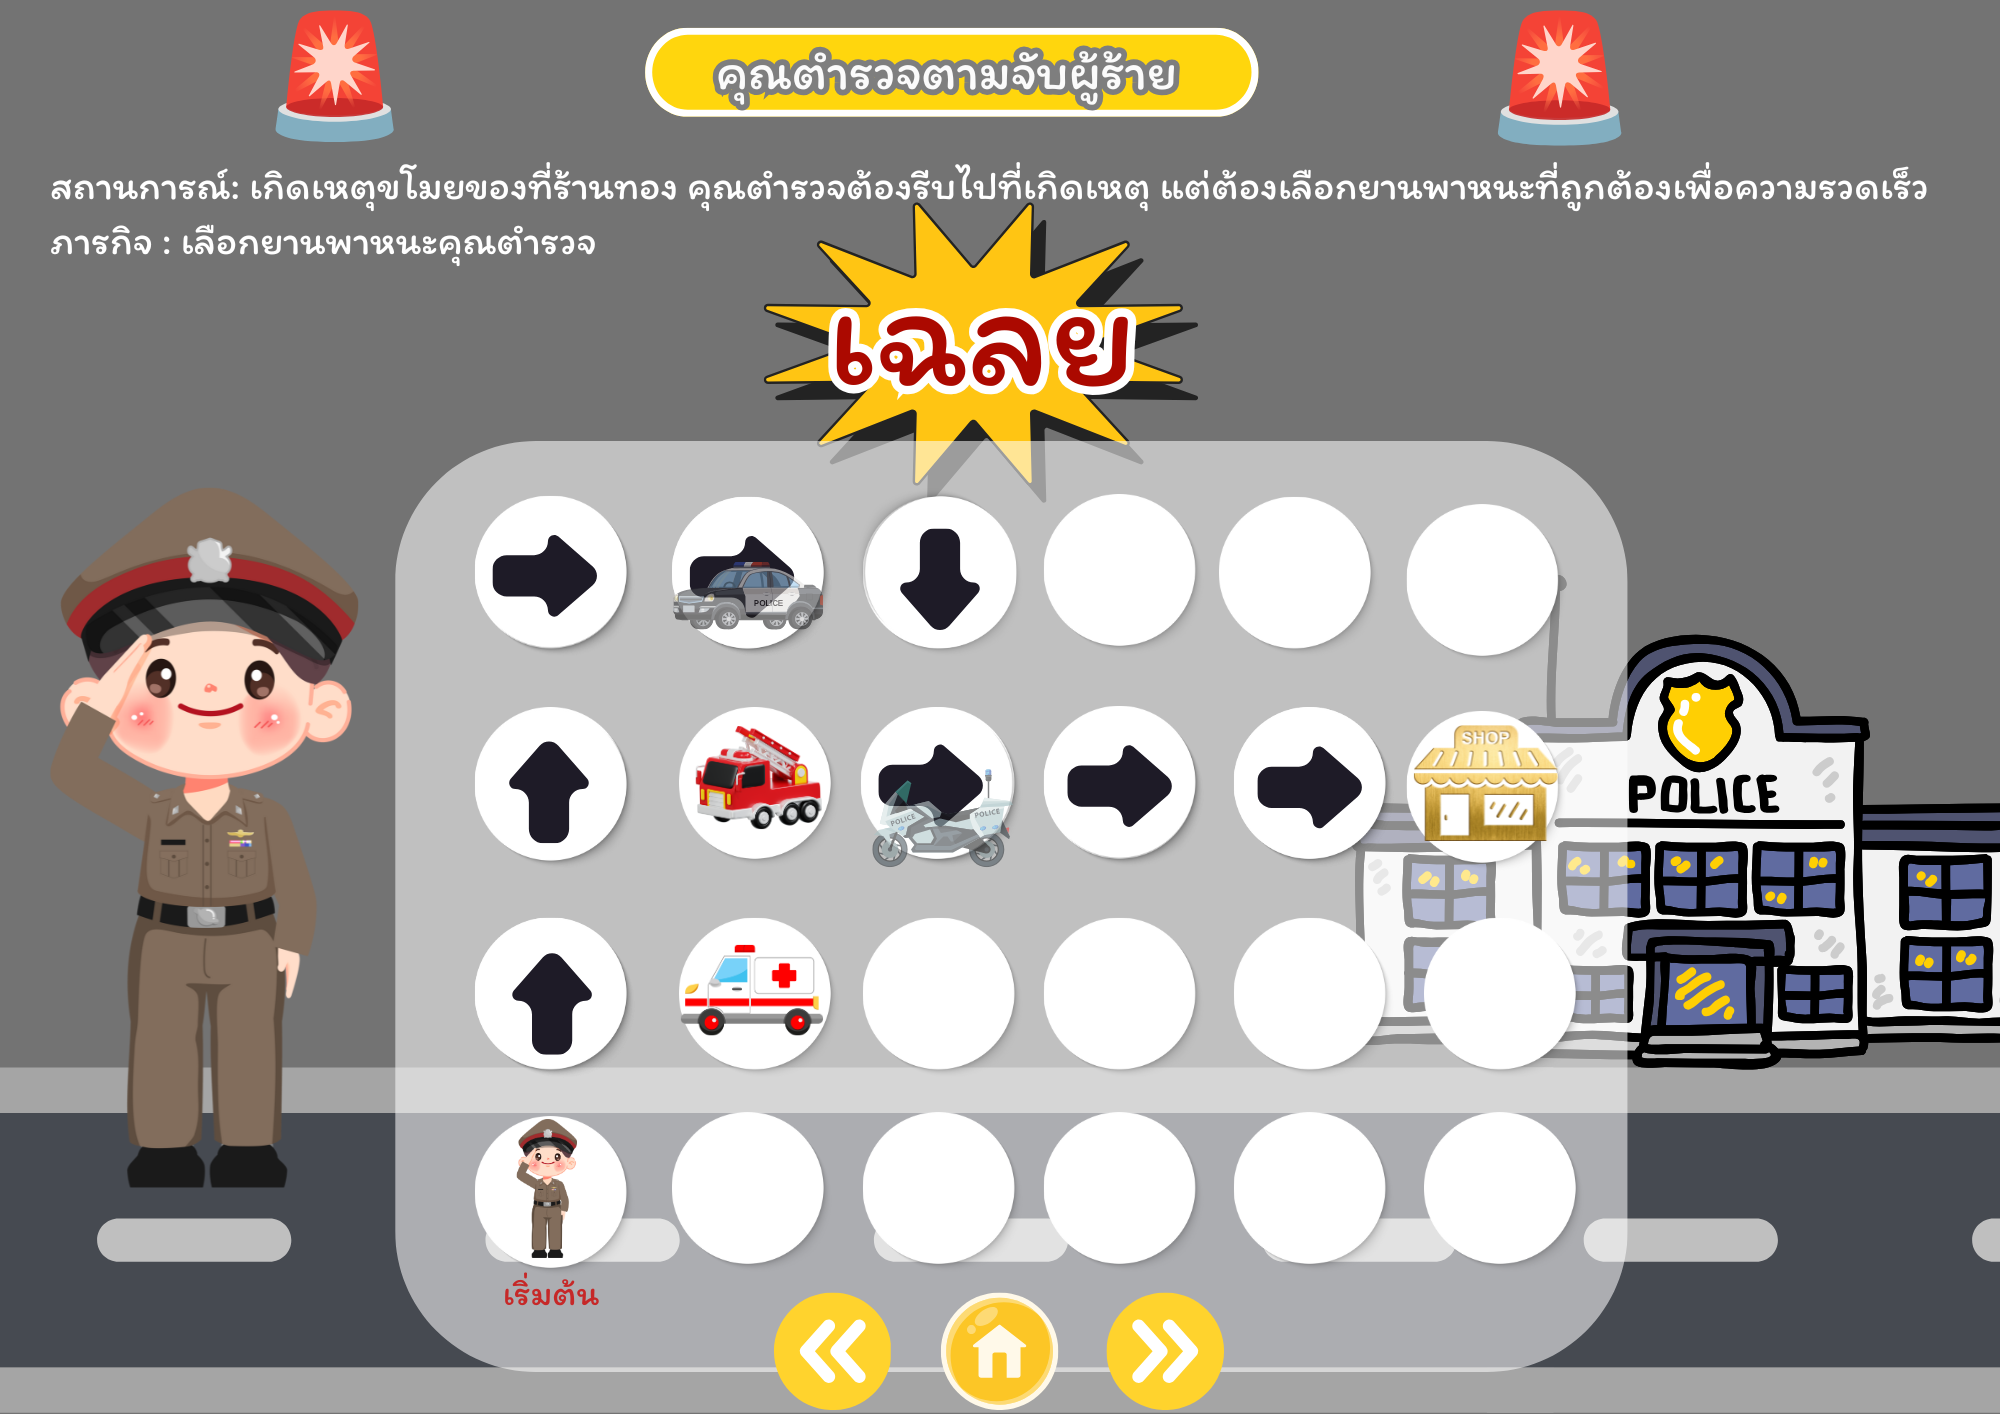 คุณตำรวจตามจับผู้ร้าย
สถานการณ์: เกิดเหตุขโมยของที่ร้านทอง คุณตำรวจต้องรีบไปที่เกิดเหตุ แต่ต้องเลือกยานพาหนะที่ถูกต้องเพื่อความรวดเร็ว
ภารกิจ : เลือกยานพาหนะคุณตำรวจ
เฉลย
POLICE
SHOP
POLICE
POLICE
POLICE
เริ่มต้น